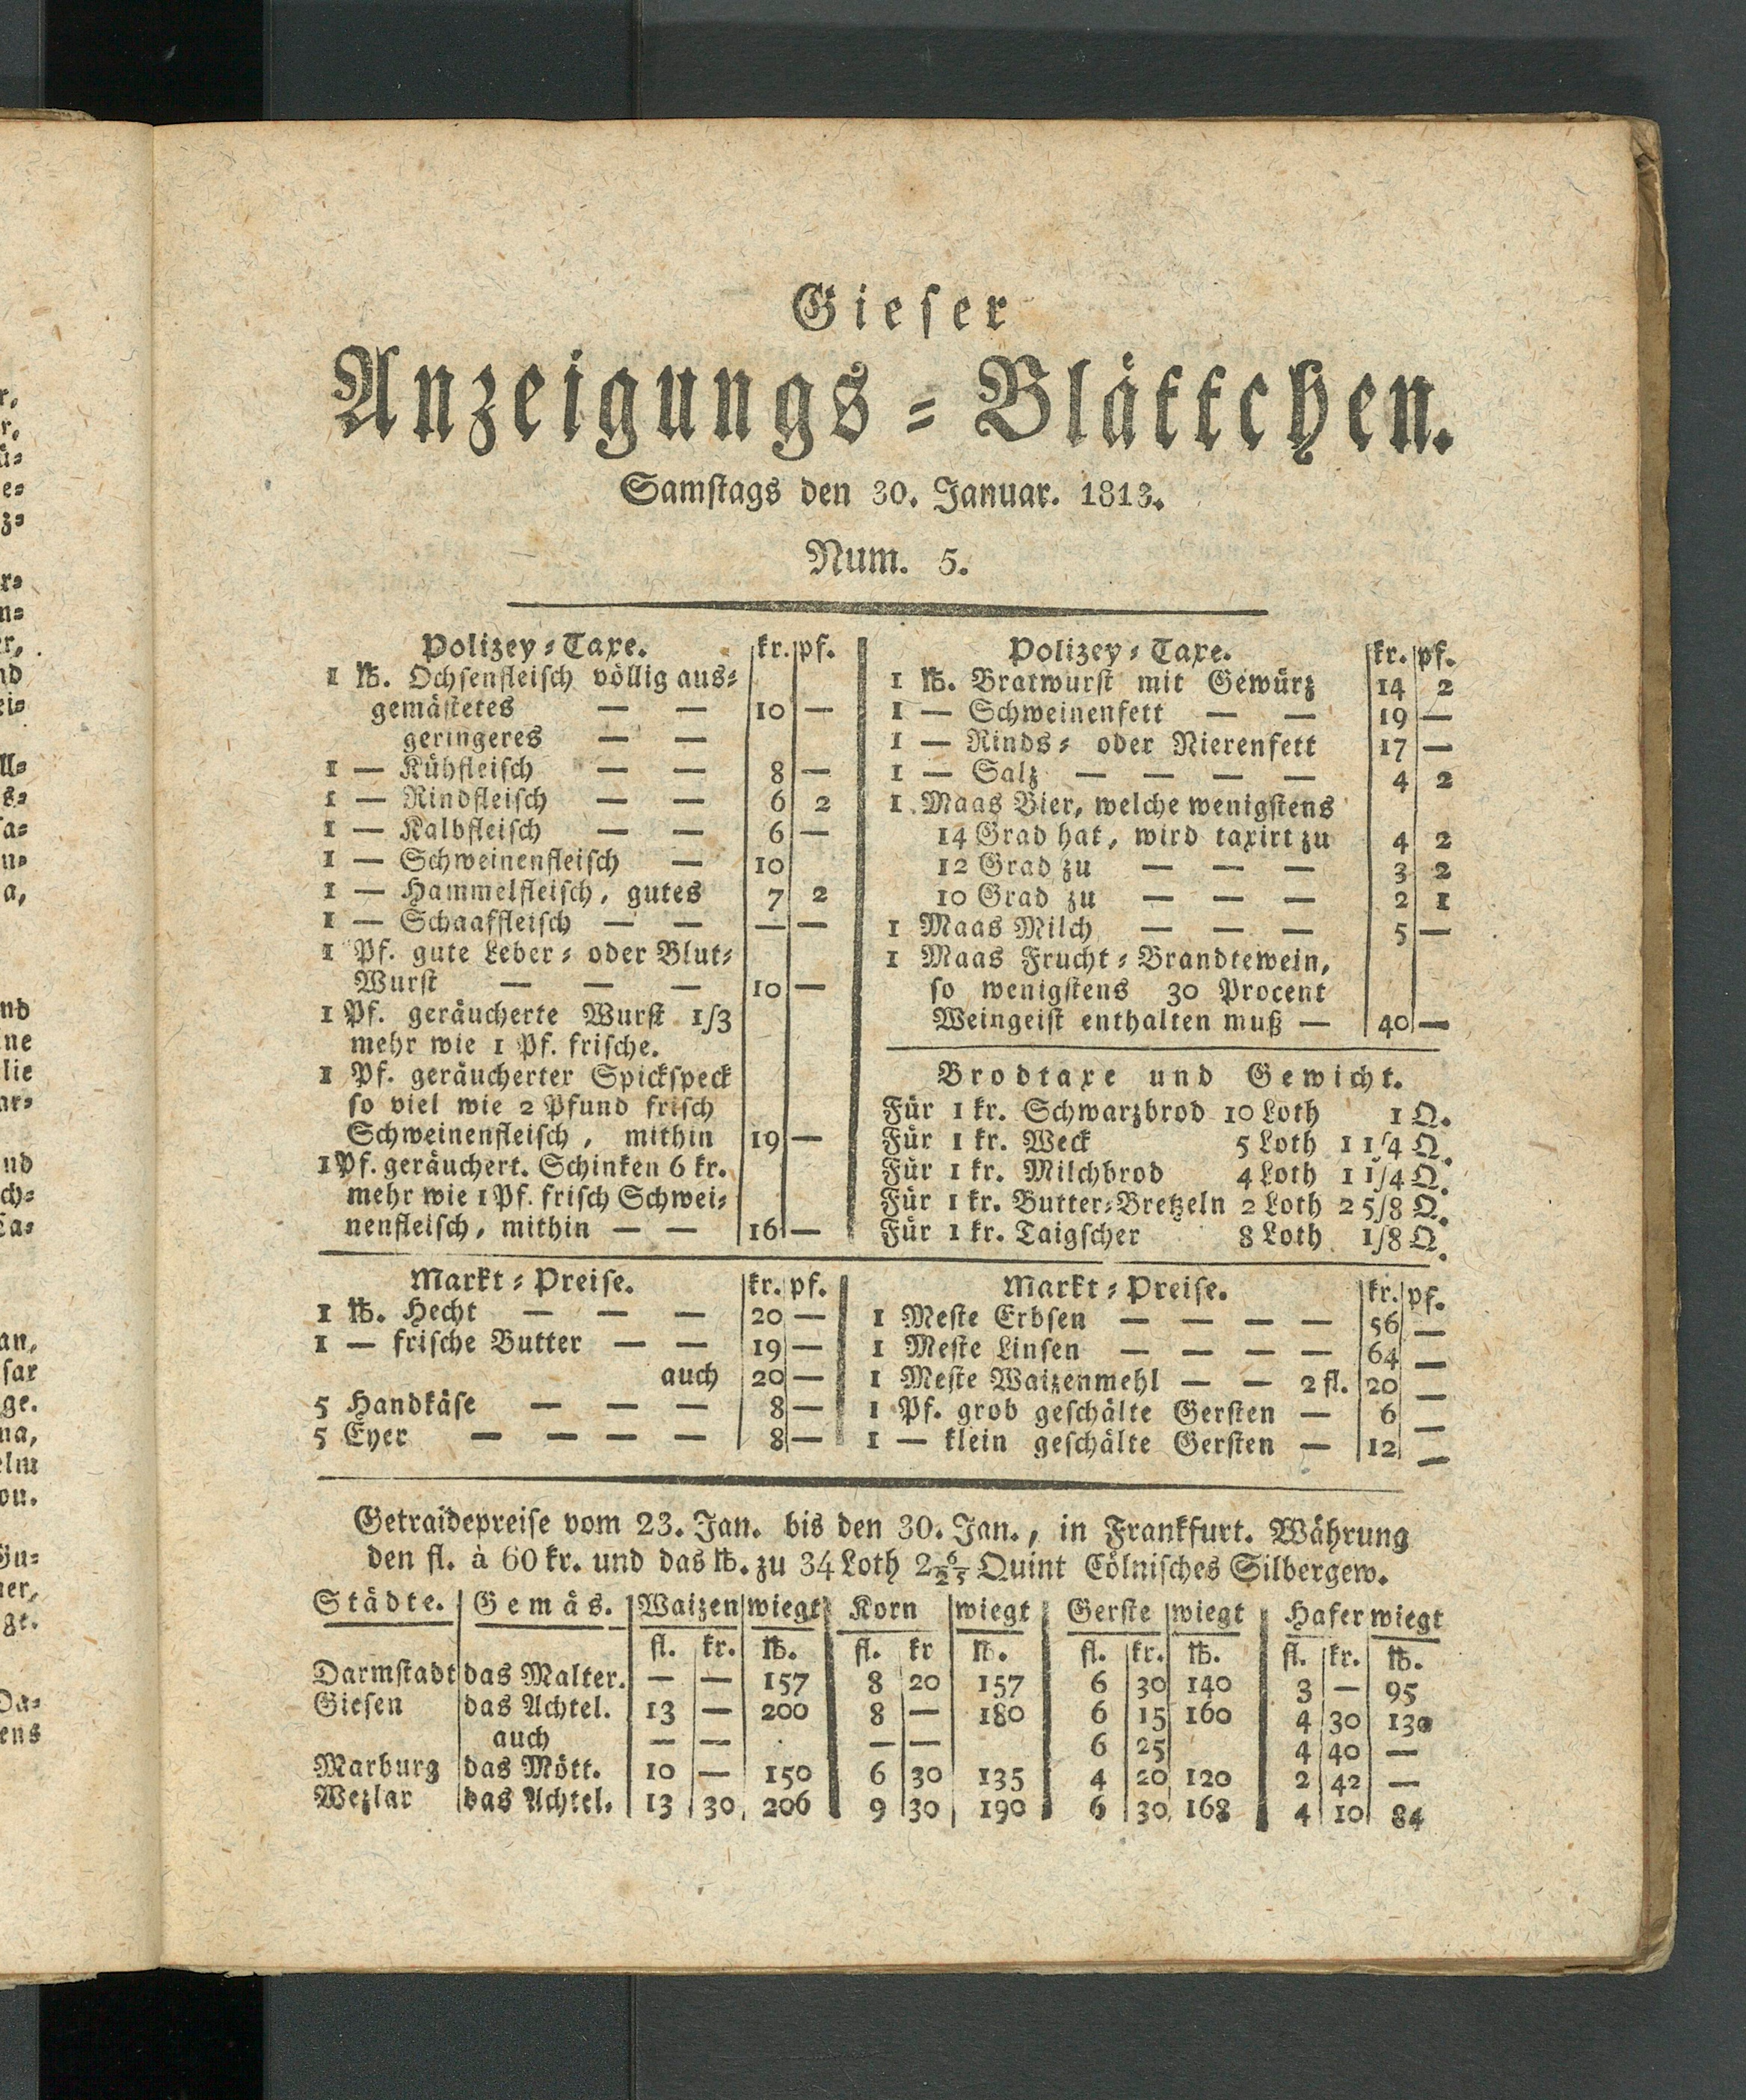 Gieser
Anzeigungs-Blättchen.
Samstags den 30. Januar. 1813.
Num. 5.
Polizey-Taxe. kr. pf.
1 ℔. Ochsenfleisch völlig aus-
gemästetes — — 10 —
geringeres — —
1 — Kühfleisch — — 8 —
1 — Rindfleisch — — 6 2
1 — Kalbfleisch — — 6 —
1 — Schweinenfleisch — 10
1 — Hammelfleisch, gutes 7 2
1 — Schaaffleisch — — — —
1 Pf. gute Leber- oder Blut-
Wurst — — — 10 —
1 Pf. geräucherte Wurst 1/3
mehr wie 1 Pf. frische.
1 Pf. geräucherter Spickspeck
so viel wie 2 Pfund frisch
Schweinenfleisch, mithin 19 —
1 Pf. geräuchert. Schinken 6 kr.
mehr wie 1 Pf. frisch Schwei-
nenfleisch, mithin — — 16 —
Polizey-Taxe. kr. pf.
1 ℔. Bratwurst mit Gewürz 14 2
1 — Schweinenfett — — 19 —
1 — Rinds- oder Nierenfett 17 —
1 — Salz — — — — 4 2
1 Maas Bier, welche wenigstens
14 Grad hat, wird taxirt zu 4 2
12 Grad zu — — — 3 2
10 Grad zu — — — 2 1
1 Maas Milch — — — 5 —
1 Maas Frucht-Brandtewein,
so wenigstens 30 Procent
Weingeist enthalten muß — 40 —
Brodtaxe und Gewicht.
Für 1 kr. Schwarzbrod 10 Loth 1 Q.
Für 1 kr. Weck 5 Loth 1 1/4 Q.
Für 1 kr. Milchbrod 4 Loth 1 1/4 Q.
Für 1 kr. Butter-Bretzeln 2 Loth 2 5/8 Q.
Für 1 kr. Taigscher 8 Loth 1/8 Q.
Markt-Preise. kr. pf.
1 ℔. Hecht — — — 20 —
1 — frische Butter — — 19 —
auch 20 —
5 Handkäse — — — 8 —
5 Eyer — — — — 8 —
Markt-Preise. kr. pf.
1 Meste Erbsen — — — — 56 —
1 Meste Linsen — — — — 64 —
1 Meste Waizenmehl — — 2 fl. 20 —
1 Pf. grob geschälte Gersten — 6 —
1 — klein geschälte Gersten — 12 —
Getraidepreise vom 23. Jan. bis den 30. Jan., in Frankfurt. Währung
den fl. à 60 kr. und das ℔. zu 34 Loth 2 6/25 Quint Cölnisches Silbergew.
Städte. Gemäs. Waizen wiegt Korn wiegt Gerste wiegt Hafer wiegt
fl. kr. ℔. fl. kr ℔. fl. kr. ℔. fl. kr. ℔.
Darmstadt das Malter. — — 157 8 20 157 6 30 140 3 — 95
Giesen das Achtel. 13 — 200 8 — 180 6 15 160 4 30 130
auch — — — — 6 25 4 40 —
Marburg das Mött. 10 — 150 6 30 135 4 20 120 2 42 —
Wezlar das Achtel. 13 30 206 9 30 190 6 30 168 4 10 84